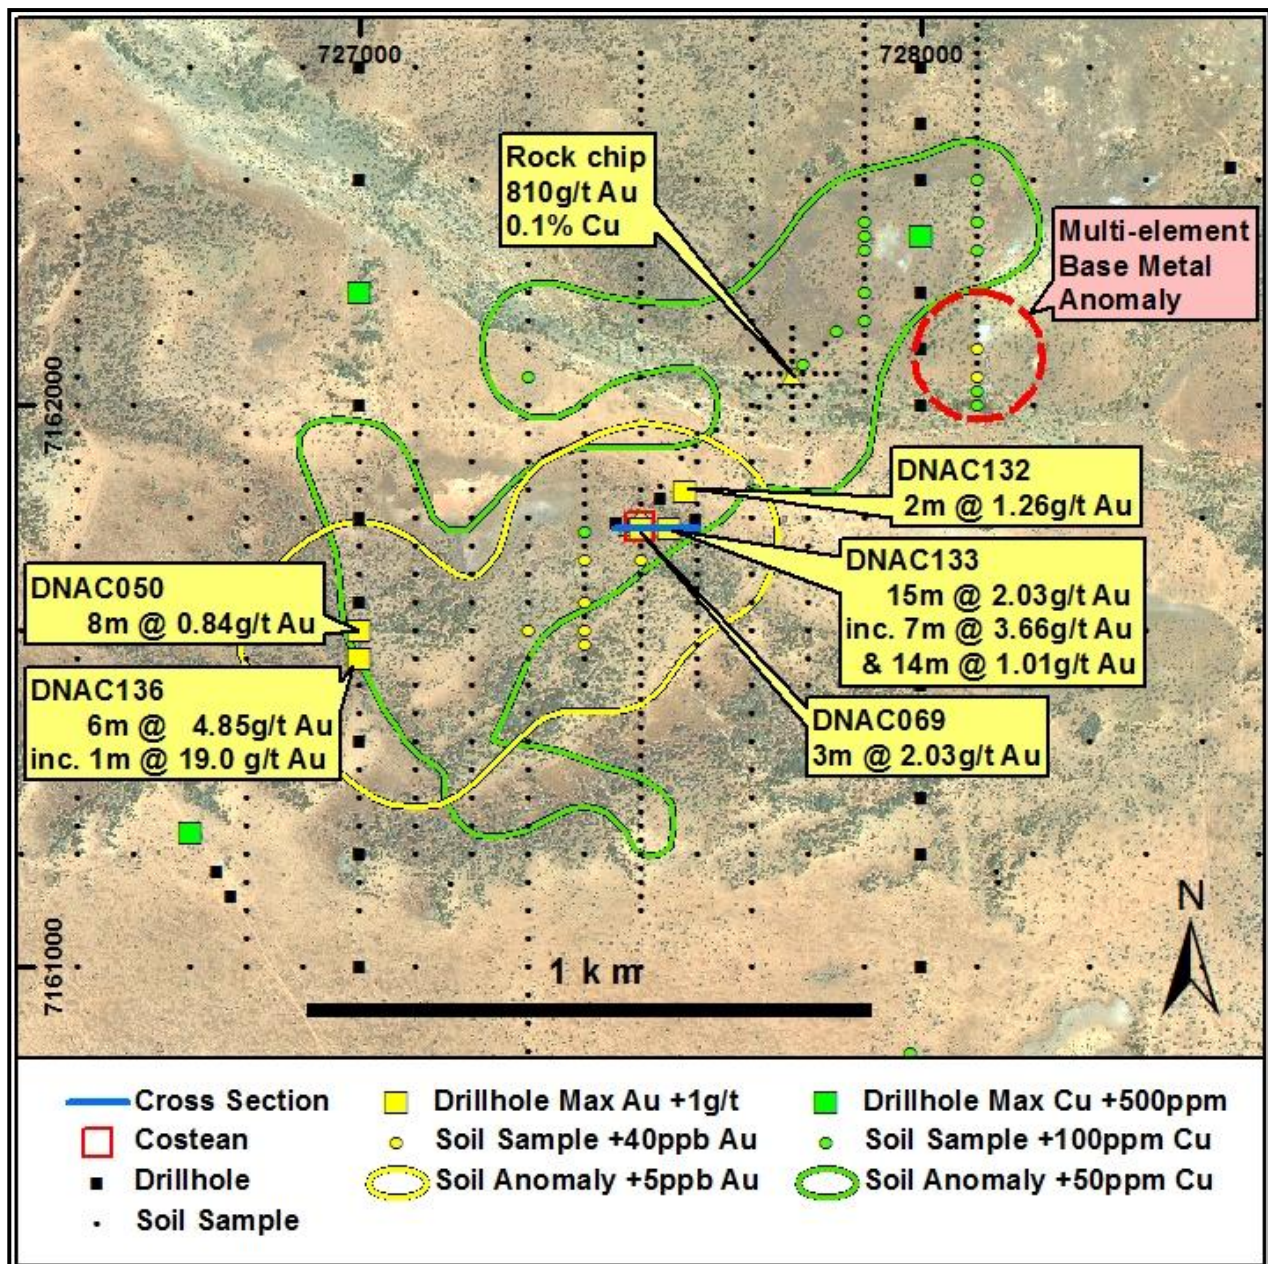 727000
728000
Rock chip
810g/t Au
0.1% Cu
Multi-element
Base Metal
Anomaly
7162000
DNAC132
2m @ 1.26g/t Au
DNAC050
8m @ 0.84g/t Au
DNAC133
15m @ 2.03g/t Au
inc. 7m @ 3.66g/t Au
& 14m @ 1.01g/t Au
DNAC136
6m @ 4.85g/t Au
inc. 1m @ 19.0 g/t Au
DNAC069
3m @ 2.03g/t Au
7161000
1 km
N
Cross Section
Drillhole Max Au +1g/t
Drillhole Max Cu +500ppm
Costean
Soil Sample +40ppb Au
Soil Sample +100ppm Cu
Drillhole
Soil Anomaly +5ppb Au
Soil Anomaly +50ppm Cu
Soil Sample